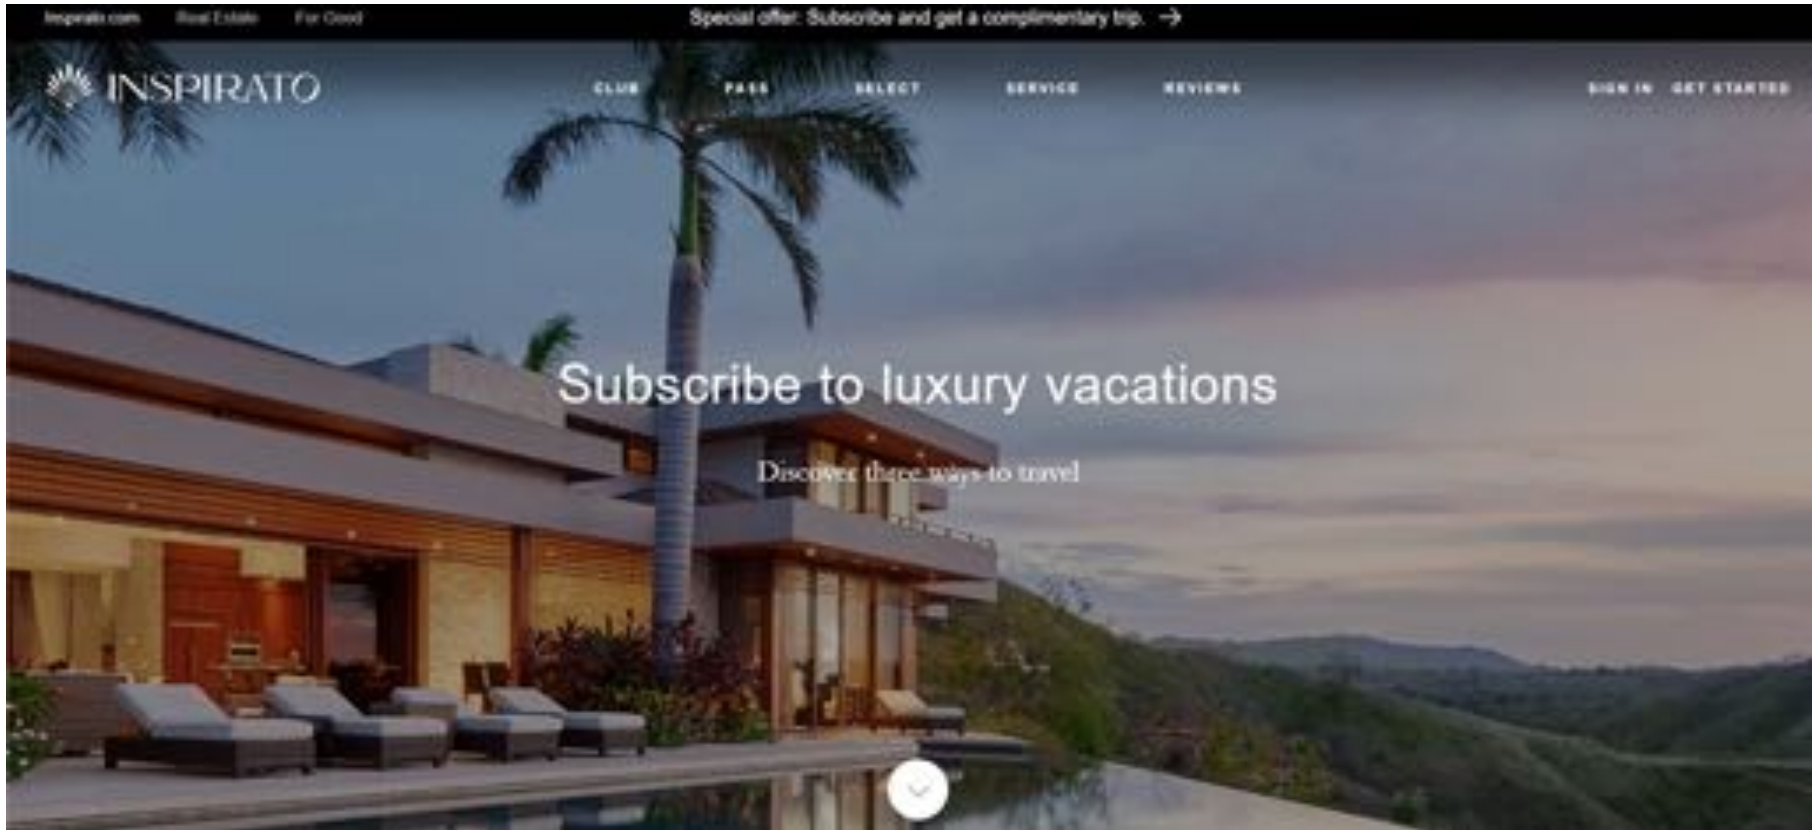 Inspirato.com Real Estate For Good Special offer: Subscribe and get a complimentary trip. →
INSPIRATO CLUB PASS SELECT SERVICE REVIEWS SIGN IN GET STARTED
Subscribe to luxury vacations
Discover three ways to travel